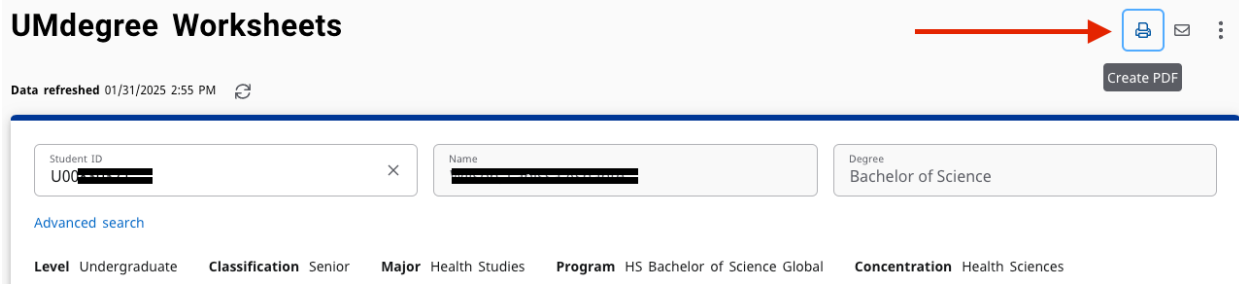 UMdegree Worksheets
Create PDF
Data refreshed 01/31/2025 2:55 PM
Student ID
U00
Name
Degree
Bachelor of Science
Advanced search
Level Undergraduate Classification Senior Major Health Studies Program HS Bachelor of Science Global Concentration Health Sciences